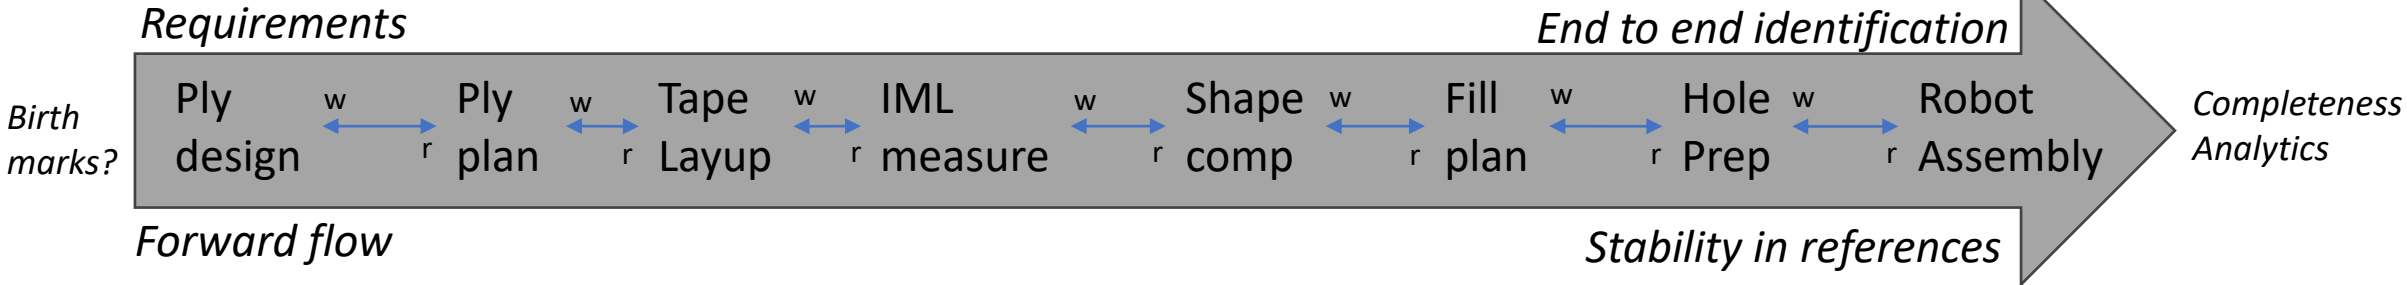 Requirements
End to end identification
Birth
marks?
Ply
design
w
r
Ply
plan
w
r
Tape
Layup
w
r
IML
measure
w
r
Shape
comp
w
r
Fill
plan
w
r
Hole
Prep
w
r
Robot
Assembly
Completeness
Analytics
Forward flow
Stability in references